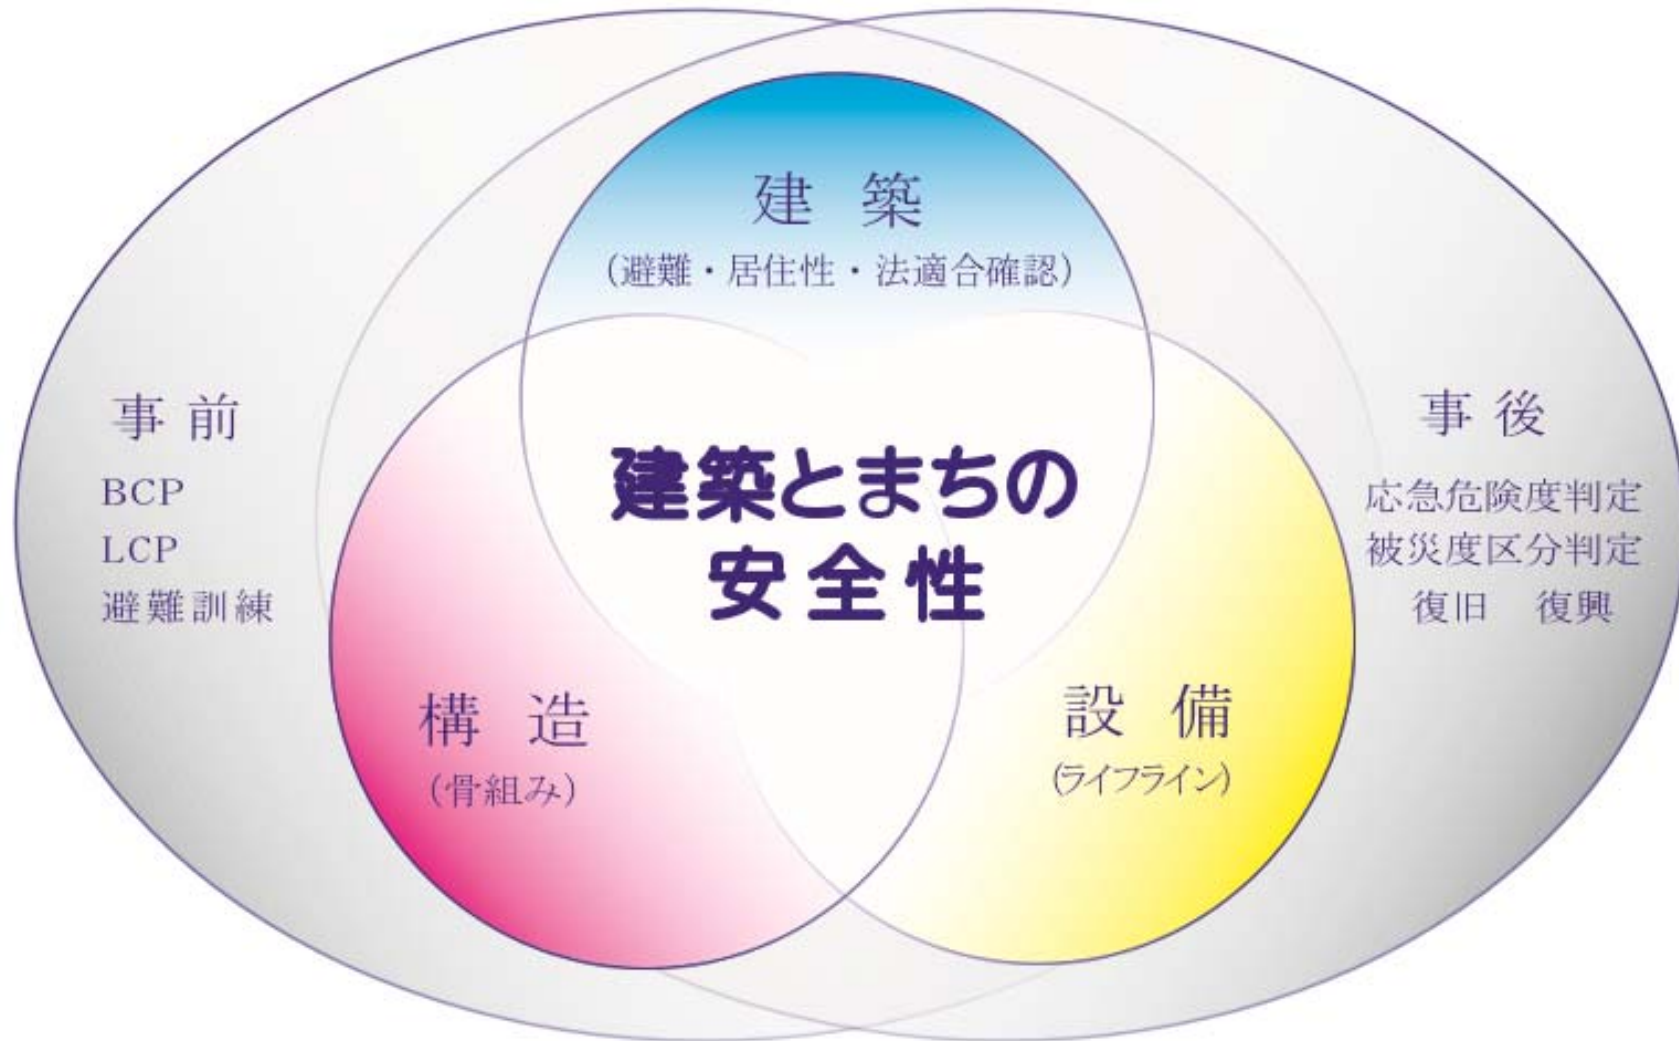 建築
(避難・居住性・法適合確認)
事前
BCP
LCP
避難訓練
建築とまちの
安全性
事後
応急危険度判定
被災度区分判定
復旧 復興
構造
(骨組み)
設備
(ライフライン)